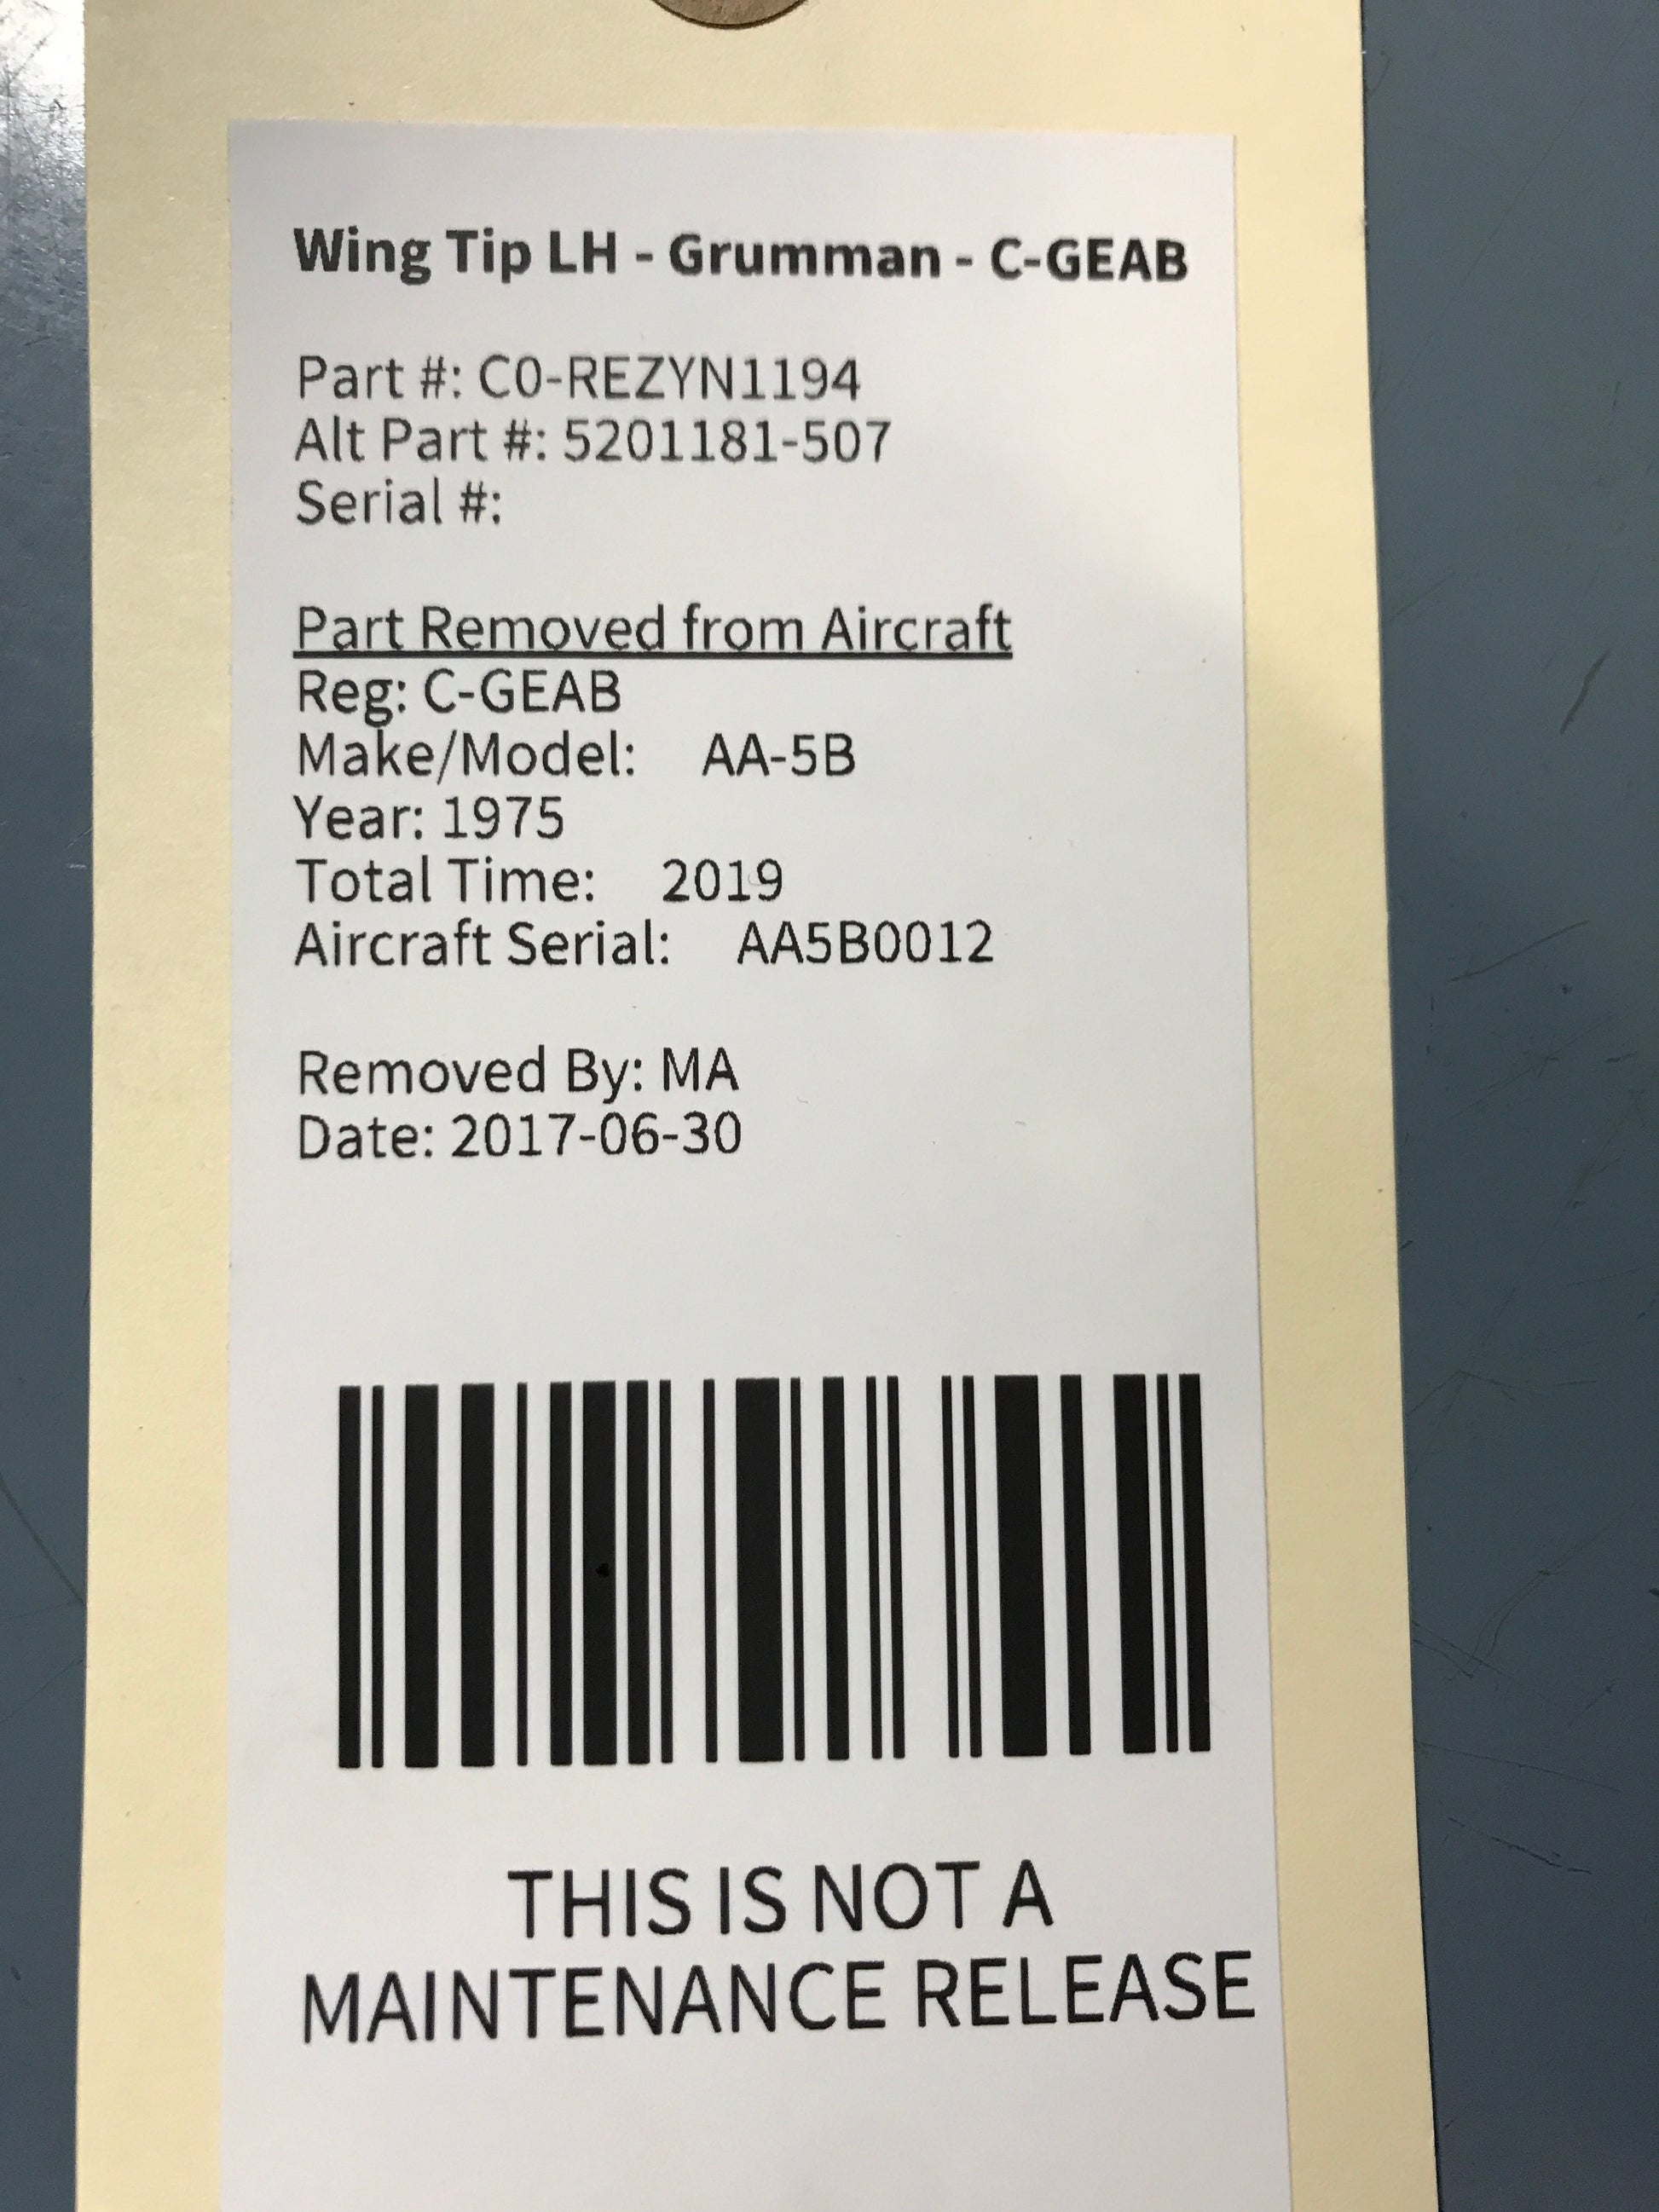 Wing Tip LH - Grumman - C-GEAB
Part #: C0-REZYN1194
Alt Part #: 5201181-507
Serial #:
Part Removed from Aircraft
Reg: C-GEAB
Make/Model: AA-5B
Year: 1975
Total Time: 2019
Aircraft Serial: AA5B0012
Removed By: MA
Date: 2017-06-30
THIS IS NOT A
MAINTENANCE RELEASE